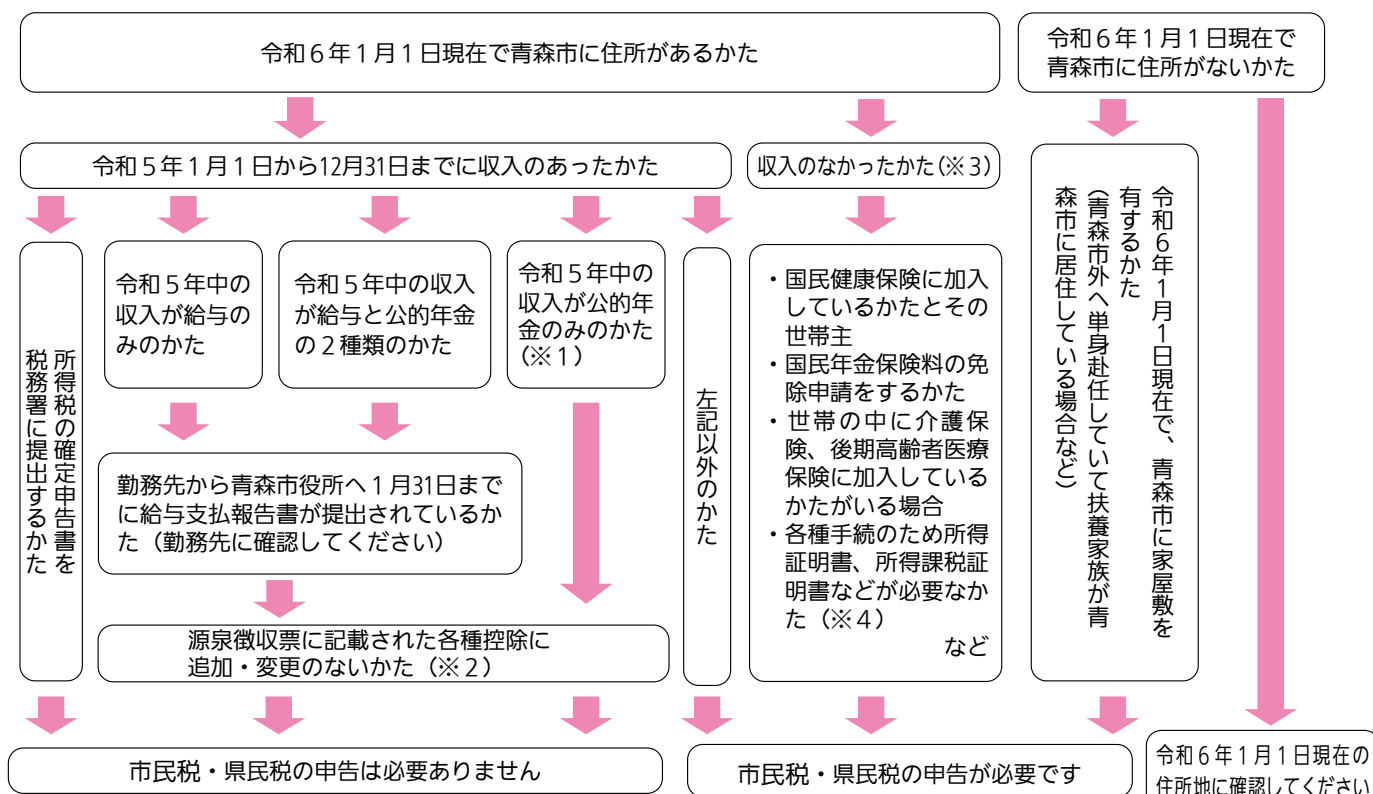 令和６年１月１日現在で青森市に住所があるかた
令和６年１月１日現在で
青森市に住所がないかた
令和５年１月１日から12月31日までに収入のあったかた
収入のなかったかた（※３）
所得税の確定申告書を
税務署に提出するかた
令和５年中の
収入が給与の
みのかた
令和５年中の収入
が給与と公的年金
の２種類のかた
令和５年中の
収入が公的年
金のみのかた
（※１）
勤務先から青森市役所へ１月31日まで
に給与支払報告書が提出されているか
た（勤務先に確認してください）
源泉徴収票に記載された各種控除に
追加・変更のないかた（※２）
左記以外のかた
・国民健康保険に加入
しているかたとその
世帯主
・国民年金保険料の免
除申請をするかた
・世帯の中に介護保
険、後期高齢者医療
保険に加入している
かたがいる場合
・各種手続のため所得
証明書、所得課税証
明書などが必要なか
た（※４）
など
令和６年１月１日現在で、青森市に家屋敷を
有するかた
（青森市外へ単身赴任していて扶養家族が青
森市に居住している場合など）
市民税・県民税の申告は必要ありません
市民税・県民税の申告が必要です
令和６年１月１日現在の
住所地に確認してください